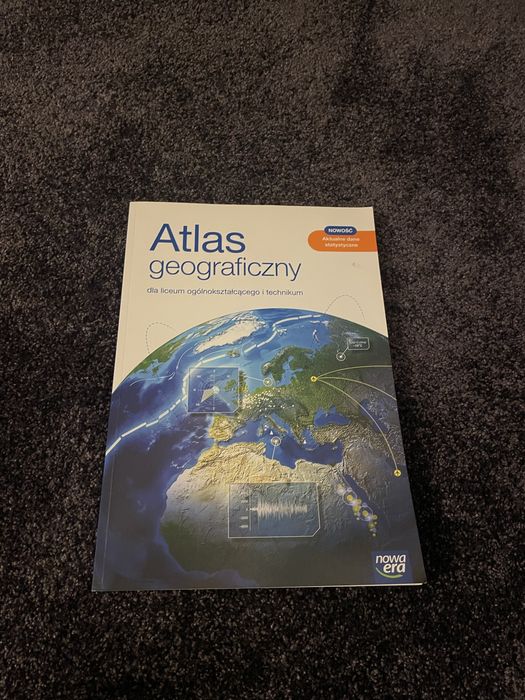 Atlas
geograficzny
dla liceum ogólnokształcącego i technikum
NOWOŚĆ
Aktualne dane
statystyczne
nowa
era